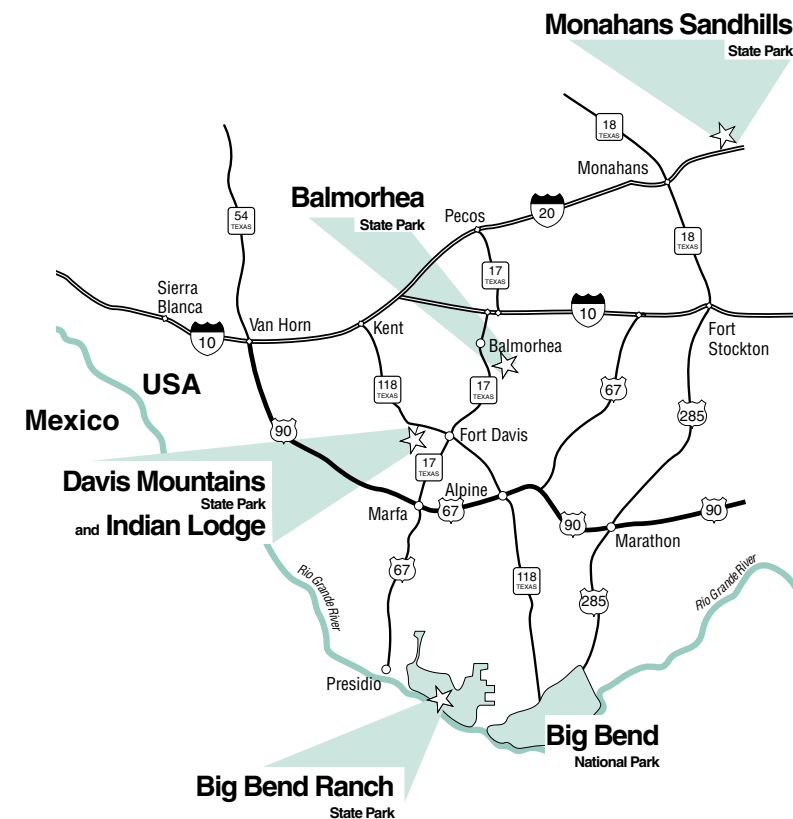 Monahans Sandhills
State Park
18
TEXAS
Monahans
Balmorhea
State Park
Pecos
20
54
TEXAS
18
TEXAS
17
TEXAS
Sierra
Blanca
10
Van Horn
Kent
10
Fort
Stockton
Balmorhea
USA
Mexico
118
TEXAS
17
TEXAS
67
285
90
Fort Davis
Davis Mountains
State Park
and Indian Lodge
17
TEXAS
Alpine
Marfa
67
90
90
Marathon
67
118
TEXAS
285
Rio Grande River
Rio Grande River
Presidio
Big Bend
National Park
Big Bend Ranch
State Park